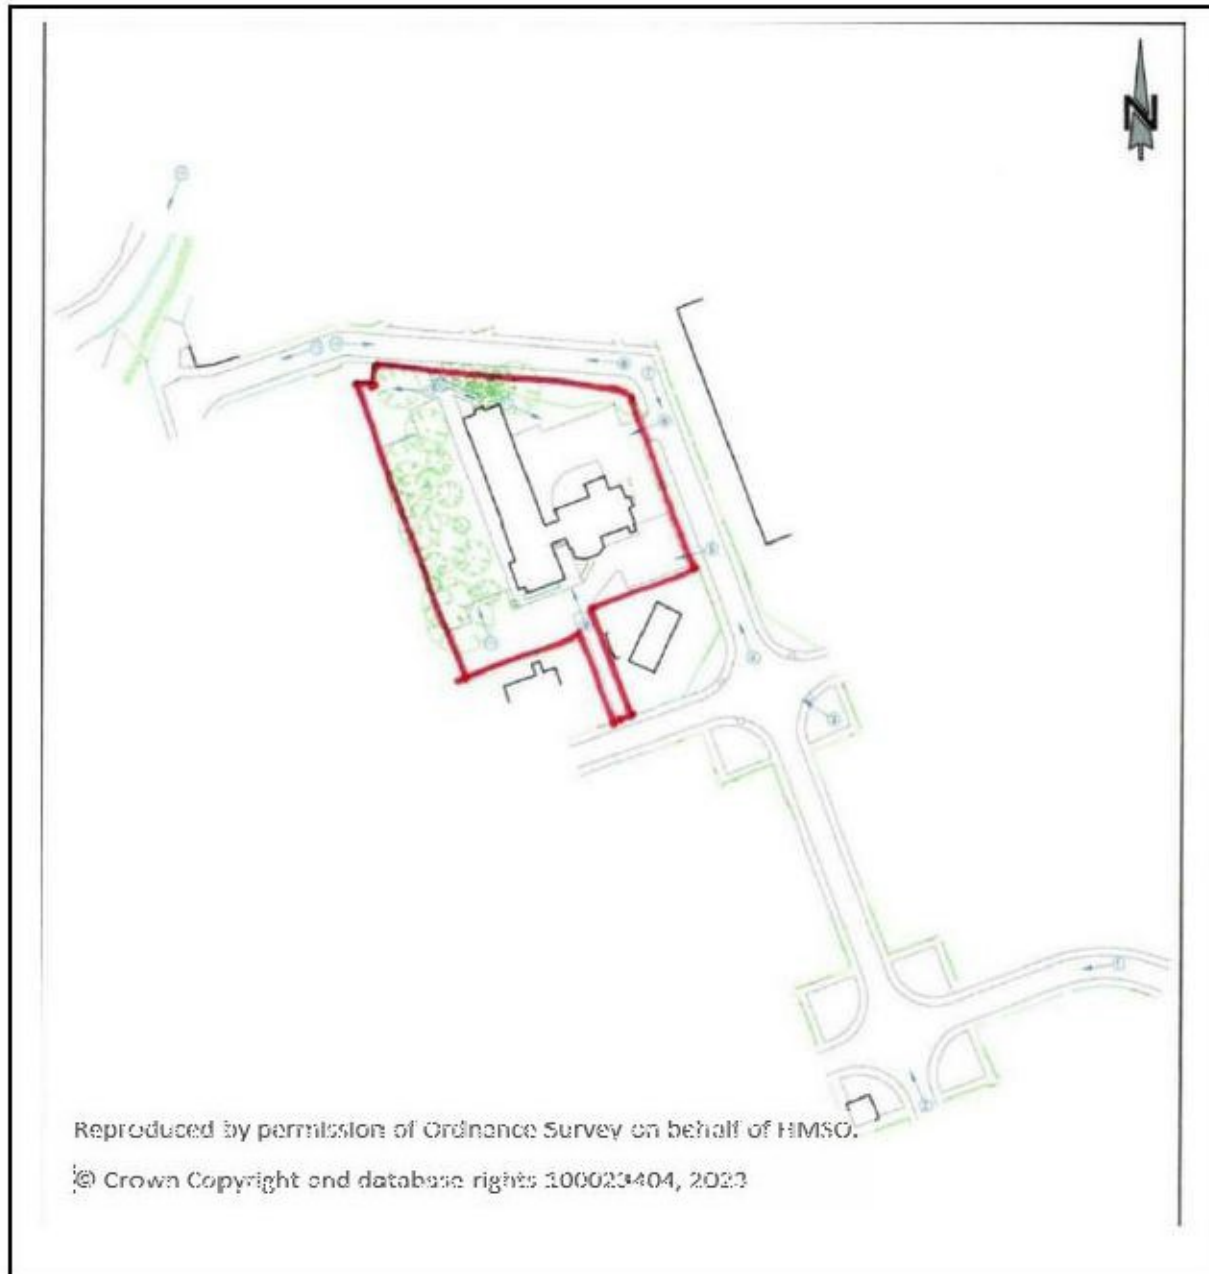 N
Reproduced by permission of Ordnance Survey on behalf of HMSO.
© Crown Copyright and database rights 100023404, 2023